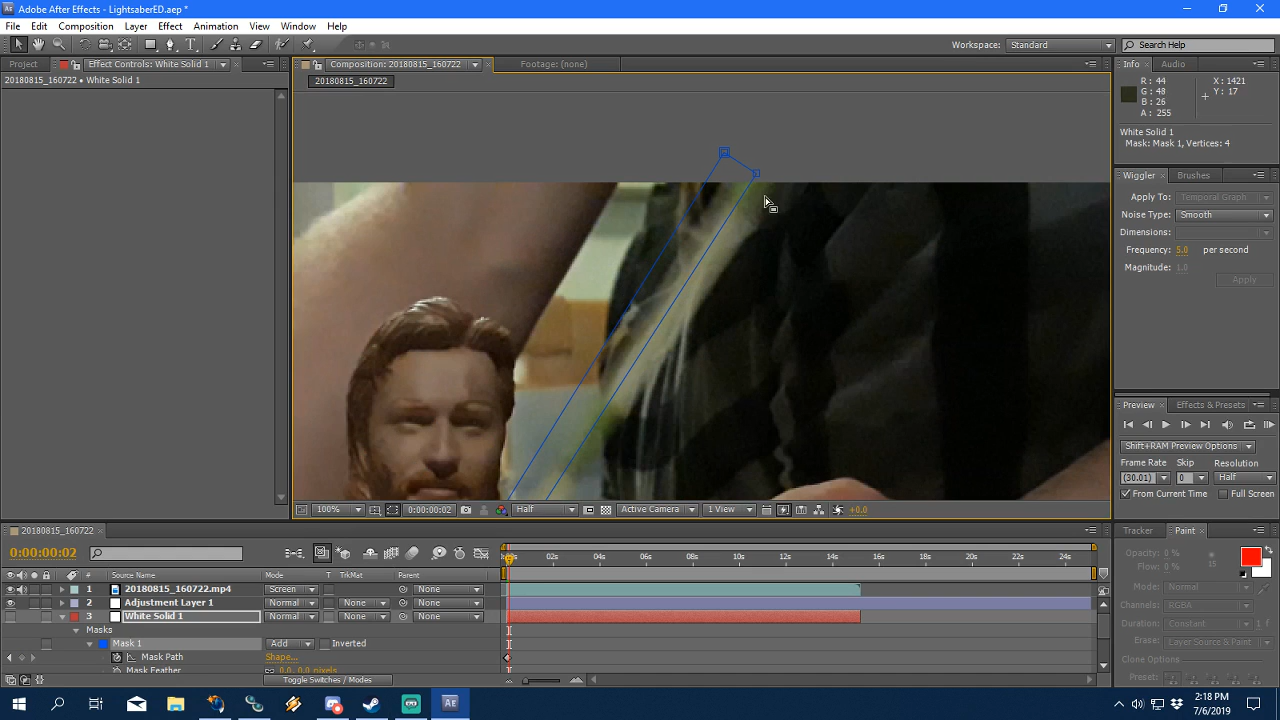 Adobe After Effects - LightsaberED.aep *
File Edit Composition Layer Effect Animation View Window Help
Workspace: Standard Search Help
Project Effect Controls: White Solid 1 Composition: 20180815_160722 Footage: (none) Info Audio
20180815_160722 • White Solid 1 20180815_160722
R: 44 X: 1421
G: 48 Y: 17
B: 26
A: 255
White Solid 1
Mask: Mask 1, Vertices: 4
Wiggler Brushes
Apply To: Temporal Graph
Noise Type: Smooth
Dimensions:
Frequency: 5.0 per second
Magnitude: 1.0
Apply
Preview Effects & Presets
Shift+RAM Preview Options
Frame Rate Skip Resolution
(30.01) 0 Half
From Current Time Full Screen
100% 0:00:00:02 Half Active Camera 1 View +0.0
20180815_160722
0:00:00:02
02s 04s 06s 08s 10s 12s 14s 16s 18s 20s 22s 24s
# Source Name Mode T TrkMat Parent
1 20180815_160722.mp4 Screen None
2 Adjustment Layer 1 Normal None None
3 White Solid 1 Normal None None
Masks
Mask 1 Add Inverted
Mask Path Shape...
Mask Feather 0.0, 0.0 pixels
Toggle Switches / Modes
Tracker Paint
Opacity: 0 %
Flow: 0 %
15
Mode: Normal
Channels: RGBA
Duration: Constant 1 f
Erase: Layer Source & Paint
Clone Options
Preset:
Ae
2:18 PM
7/6/2019